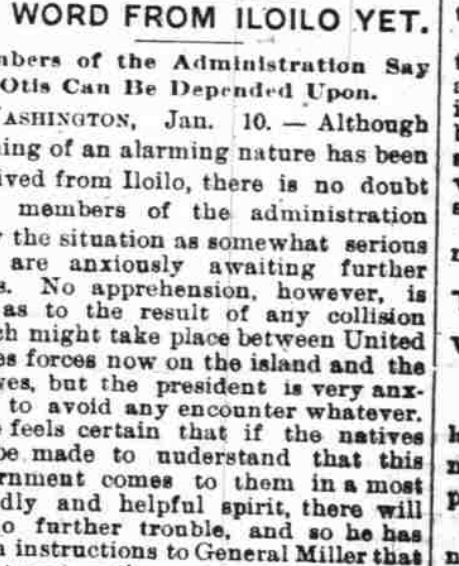 WORD FROM ILOILO YET.
mbers of the Administration Say
Otis Can Be Depended Upon.
ASHINGTON, Jan. 10. — Although
ing of an alarming nature has been
ived from Iloilo, there is no doubt
members of the administration
the situation as somewhat serious
are anxiously awaiting further
s. No apprehension, however, is
as to the result of any collision
ch might take place between United
es forces now on the island and the
ves, but the president is very anx-
to avoid any encounter whatever.
feels certain that if the natives
be made to nuderstand that this
ernment comes to them in a most
dly and helpful spirit, there will
o further trouble, and so he has
instructions to General Miller that